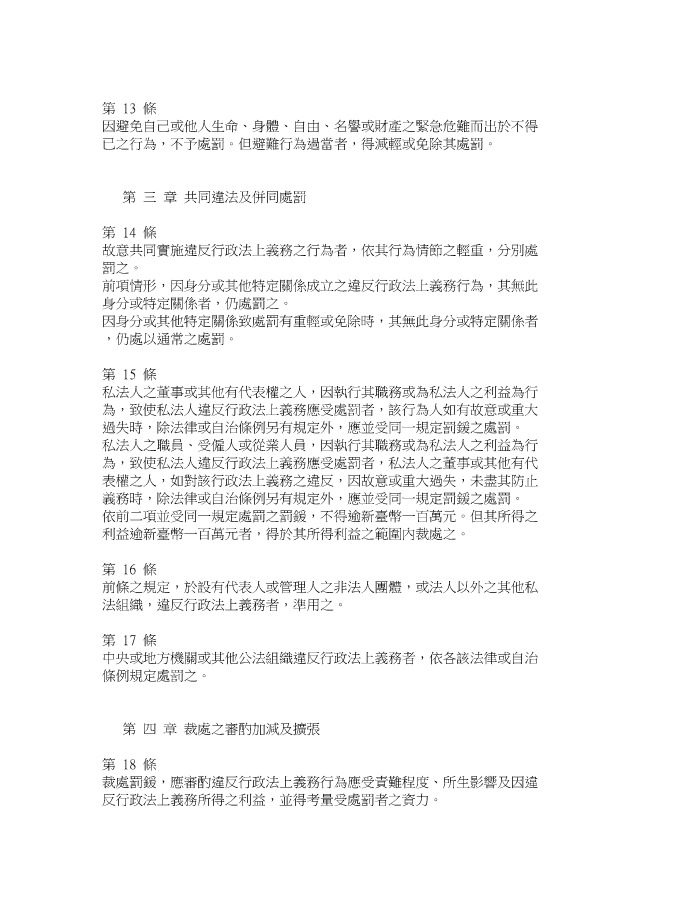 第 13 條
因避免自己或他人生命、身體、自由、名譽或財產之緊急危難而出於不得
已之行為，不予處罰。但避難行為過當者，得減輕或免除其處罰。
第 三 章 共同違法及併同處罰
第 14 條
故意共同實施違反行政法上義務之行為者，依其行為情節之輕重，分別處
罰之。
前項情形，因身分或其他特定關係成立之違反行政法上義務行為，其無此
身分或特定關係者，仍處罰之。
因身分或其他特定關係致處罰有重輕或免除時，其無此身分或特定關係者
，仍處以通常之處罰。
第 15 條
私法人之董事或其他有代表權之人，因執行其職務或為私法人之利益為行
為，致使私法人違反行政法上義務應受處罰者，該行為人如有故意或重大
過失時，除法律或自治條例另有規定外，應並受同一規定罰鍰之處罰。
私法人之職員、受僱人或從業人員，因執行其職務或為私法人之利益為行
為，致使私法人違反行政法上義務應受處罰者，私法人之董事或其他有代
表權之人，如對該行政法上義務之違反，因故意或重大過失，未盡其防止
義務時，除法律或自治條例另有規定外，應並受同一規定罰鍰之處罰。
依前二項並受同一規定處罰之罰鍰，不得逾新臺幣一百萬元。但其所得之
利益逾新臺幣一百萬元者，得於其所得利益之範圍內裁處之。
第 16 條
前條之規定，於設有代表人或管理人之非法人團體，或法人以外之其他私
法組織，違反行政法上義務者，準用之。
第 17 條
中央或地方機關或其他公法組織違反行政法上義務者，依各該法律或自治
條例規定處罰之。
第 四 章 裁處之審酌加減及擴張
第 18 條
裁處罰鍰，應審酌違反行政法上義務行為應受責難程度、所生影響及因違
反行政法上義務所得之利益，並得考量受處罰者之資力。